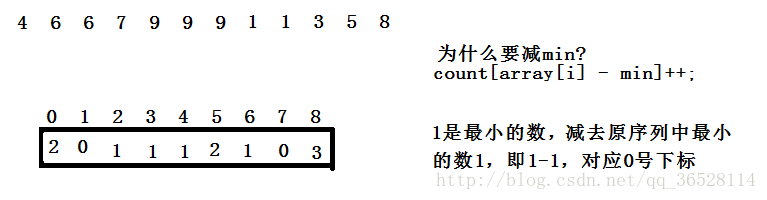 4 6 6 7 9 9 9 1 1 3 5 8
为什么要减min?
count[array[i] - min]++;
0 1 2 3 4 5 6 7 8
2 0 1 1 1 2 1 0 3
1是最小的数，减去原序列中最小
的数1，即1-1，对应0号下标
http://blog.csdn.net/qq_36528114